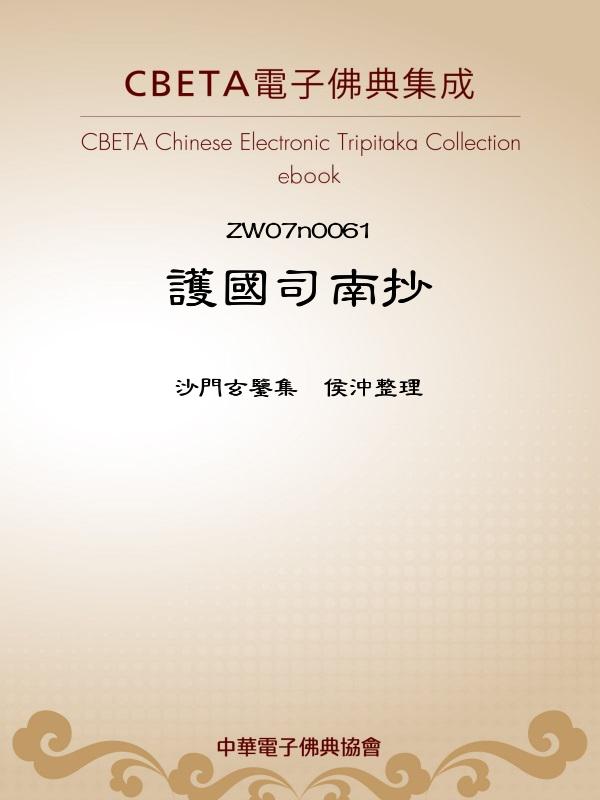 CBETA電子佛典集成
CBETA Chinese Electronic Tripitaka Collection
ebook
ZW07n0061
護國司南抄
沙門玄鑒集　侯沖整理
中華電子佛典協會